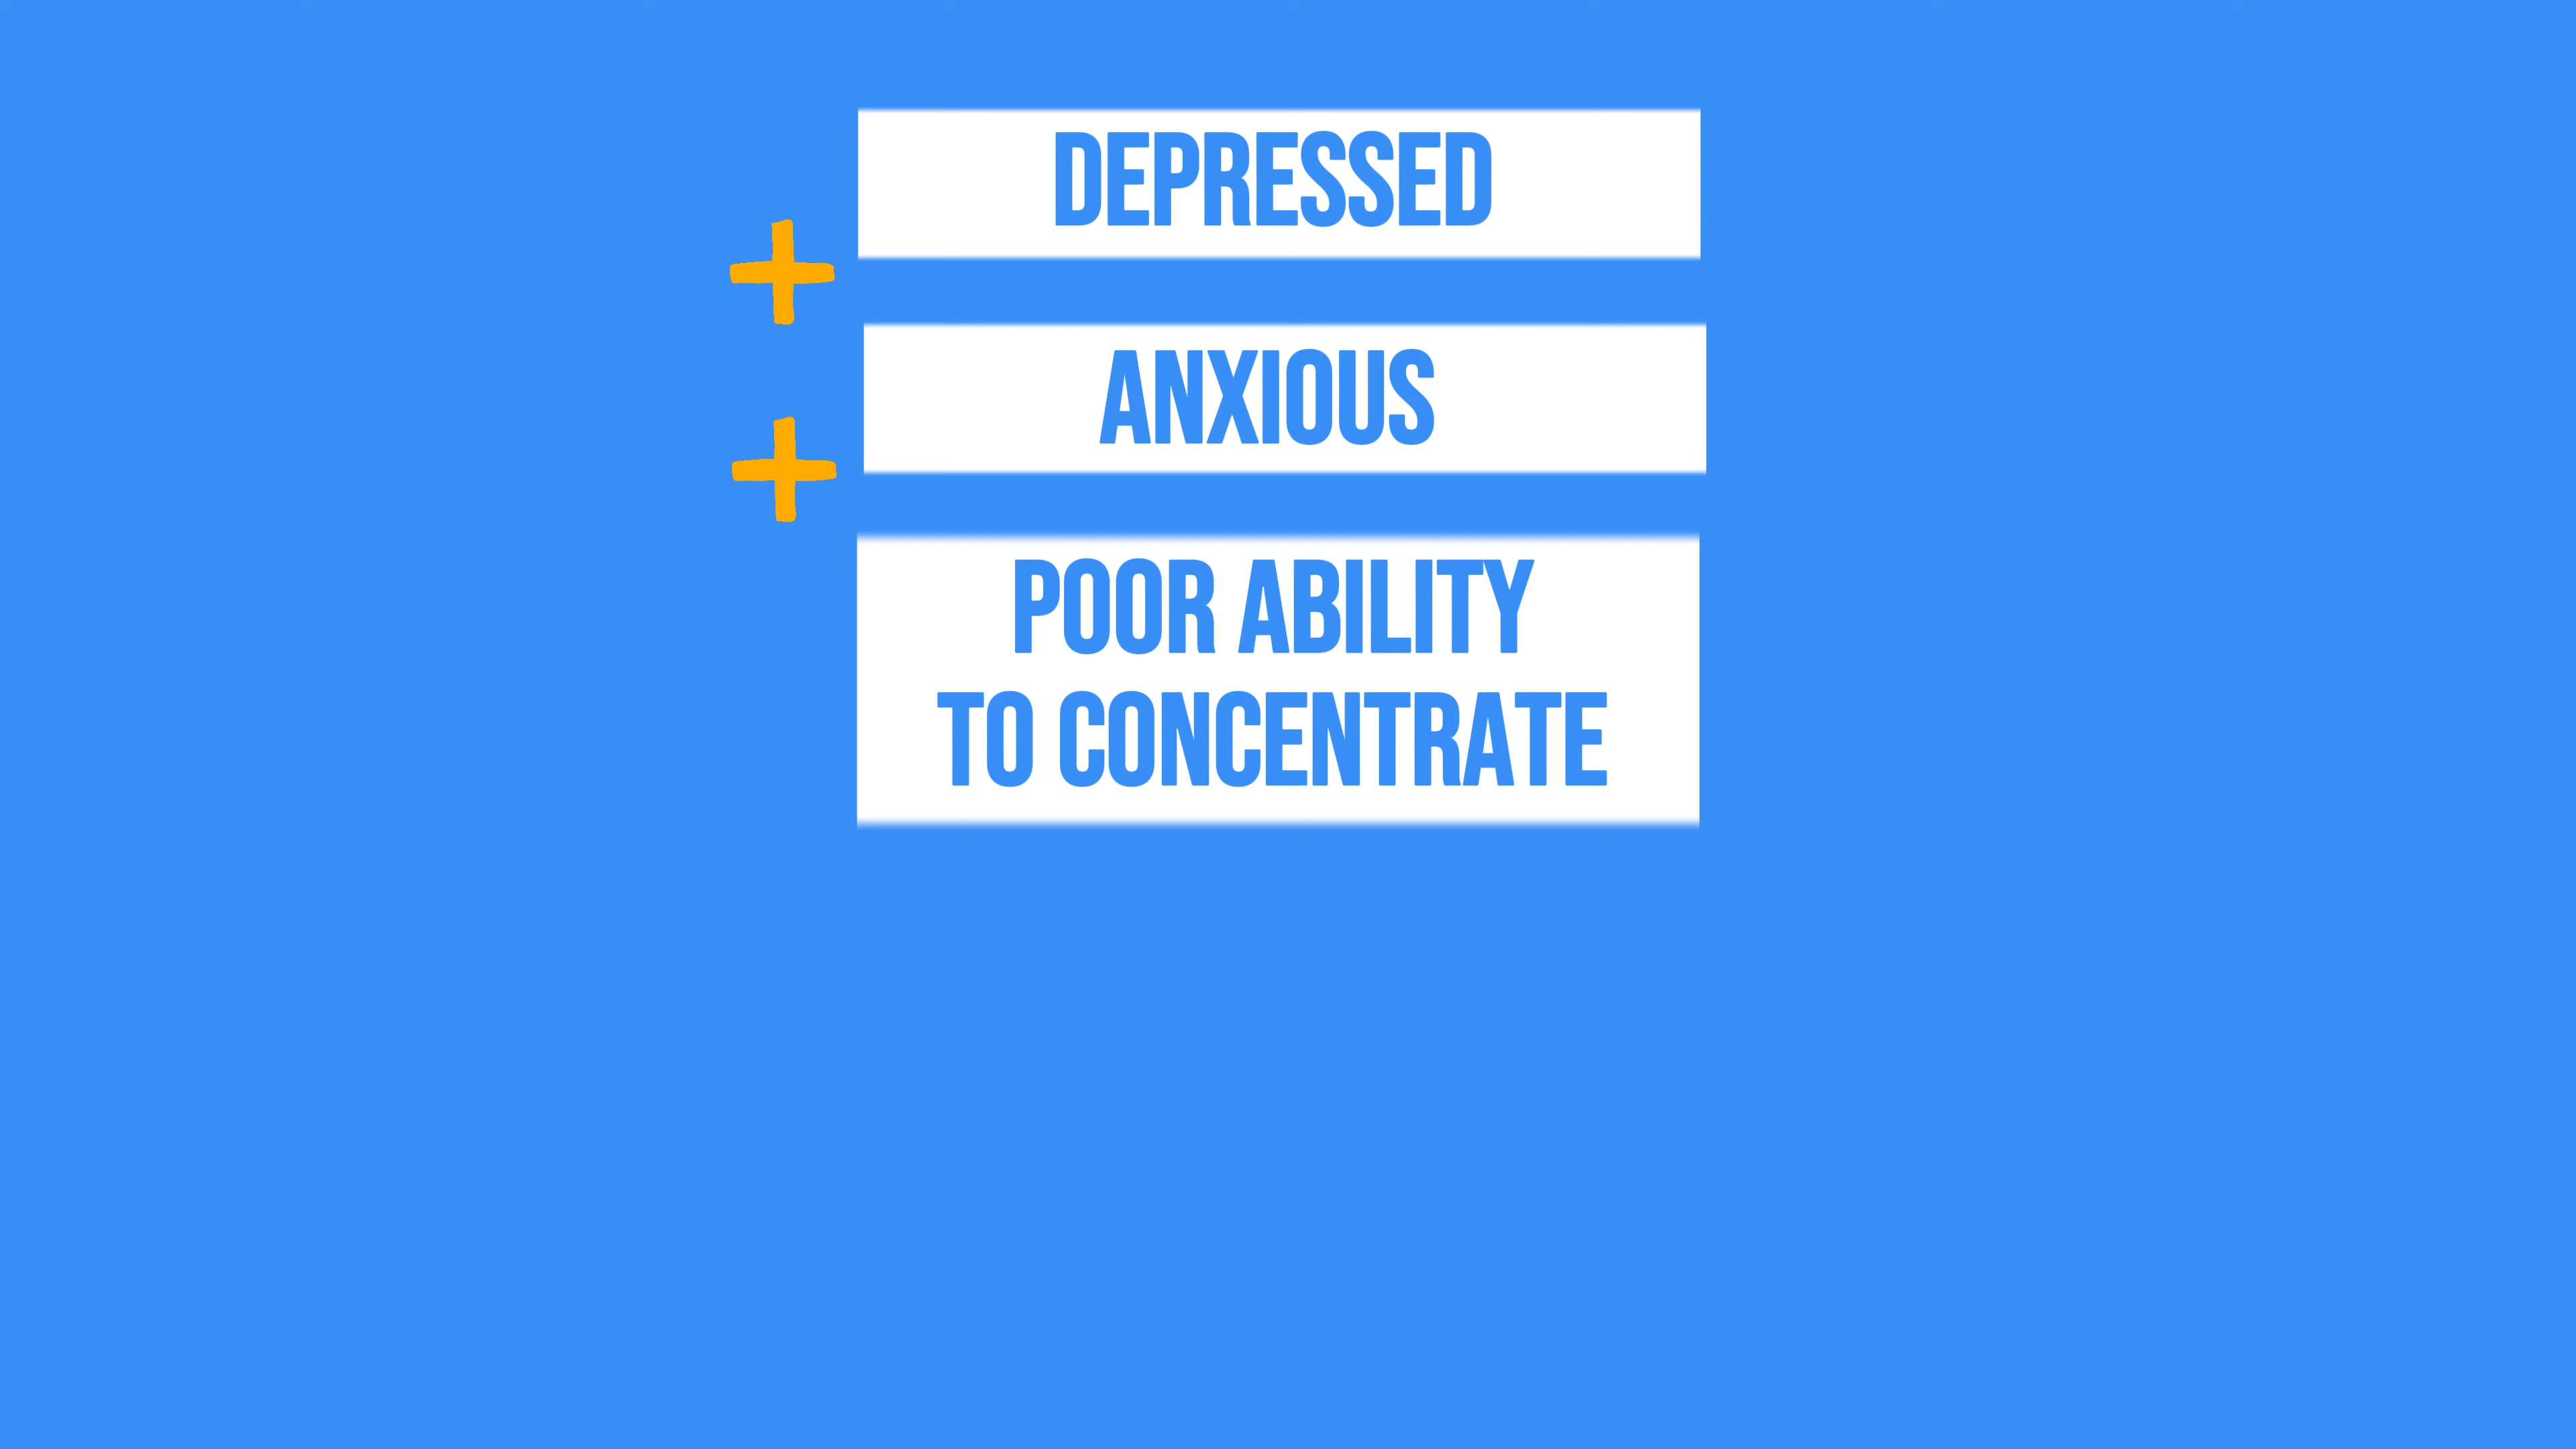 DEPRESSED
+
ANXIOUS
+
POOR ABILITY
TO CONCENTRATE